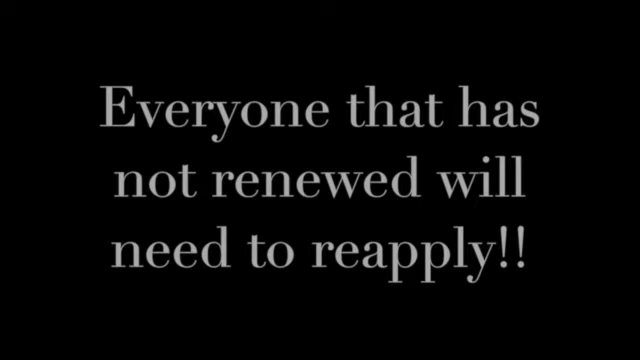 Everyone that has
not renewed will
need to reapply!!